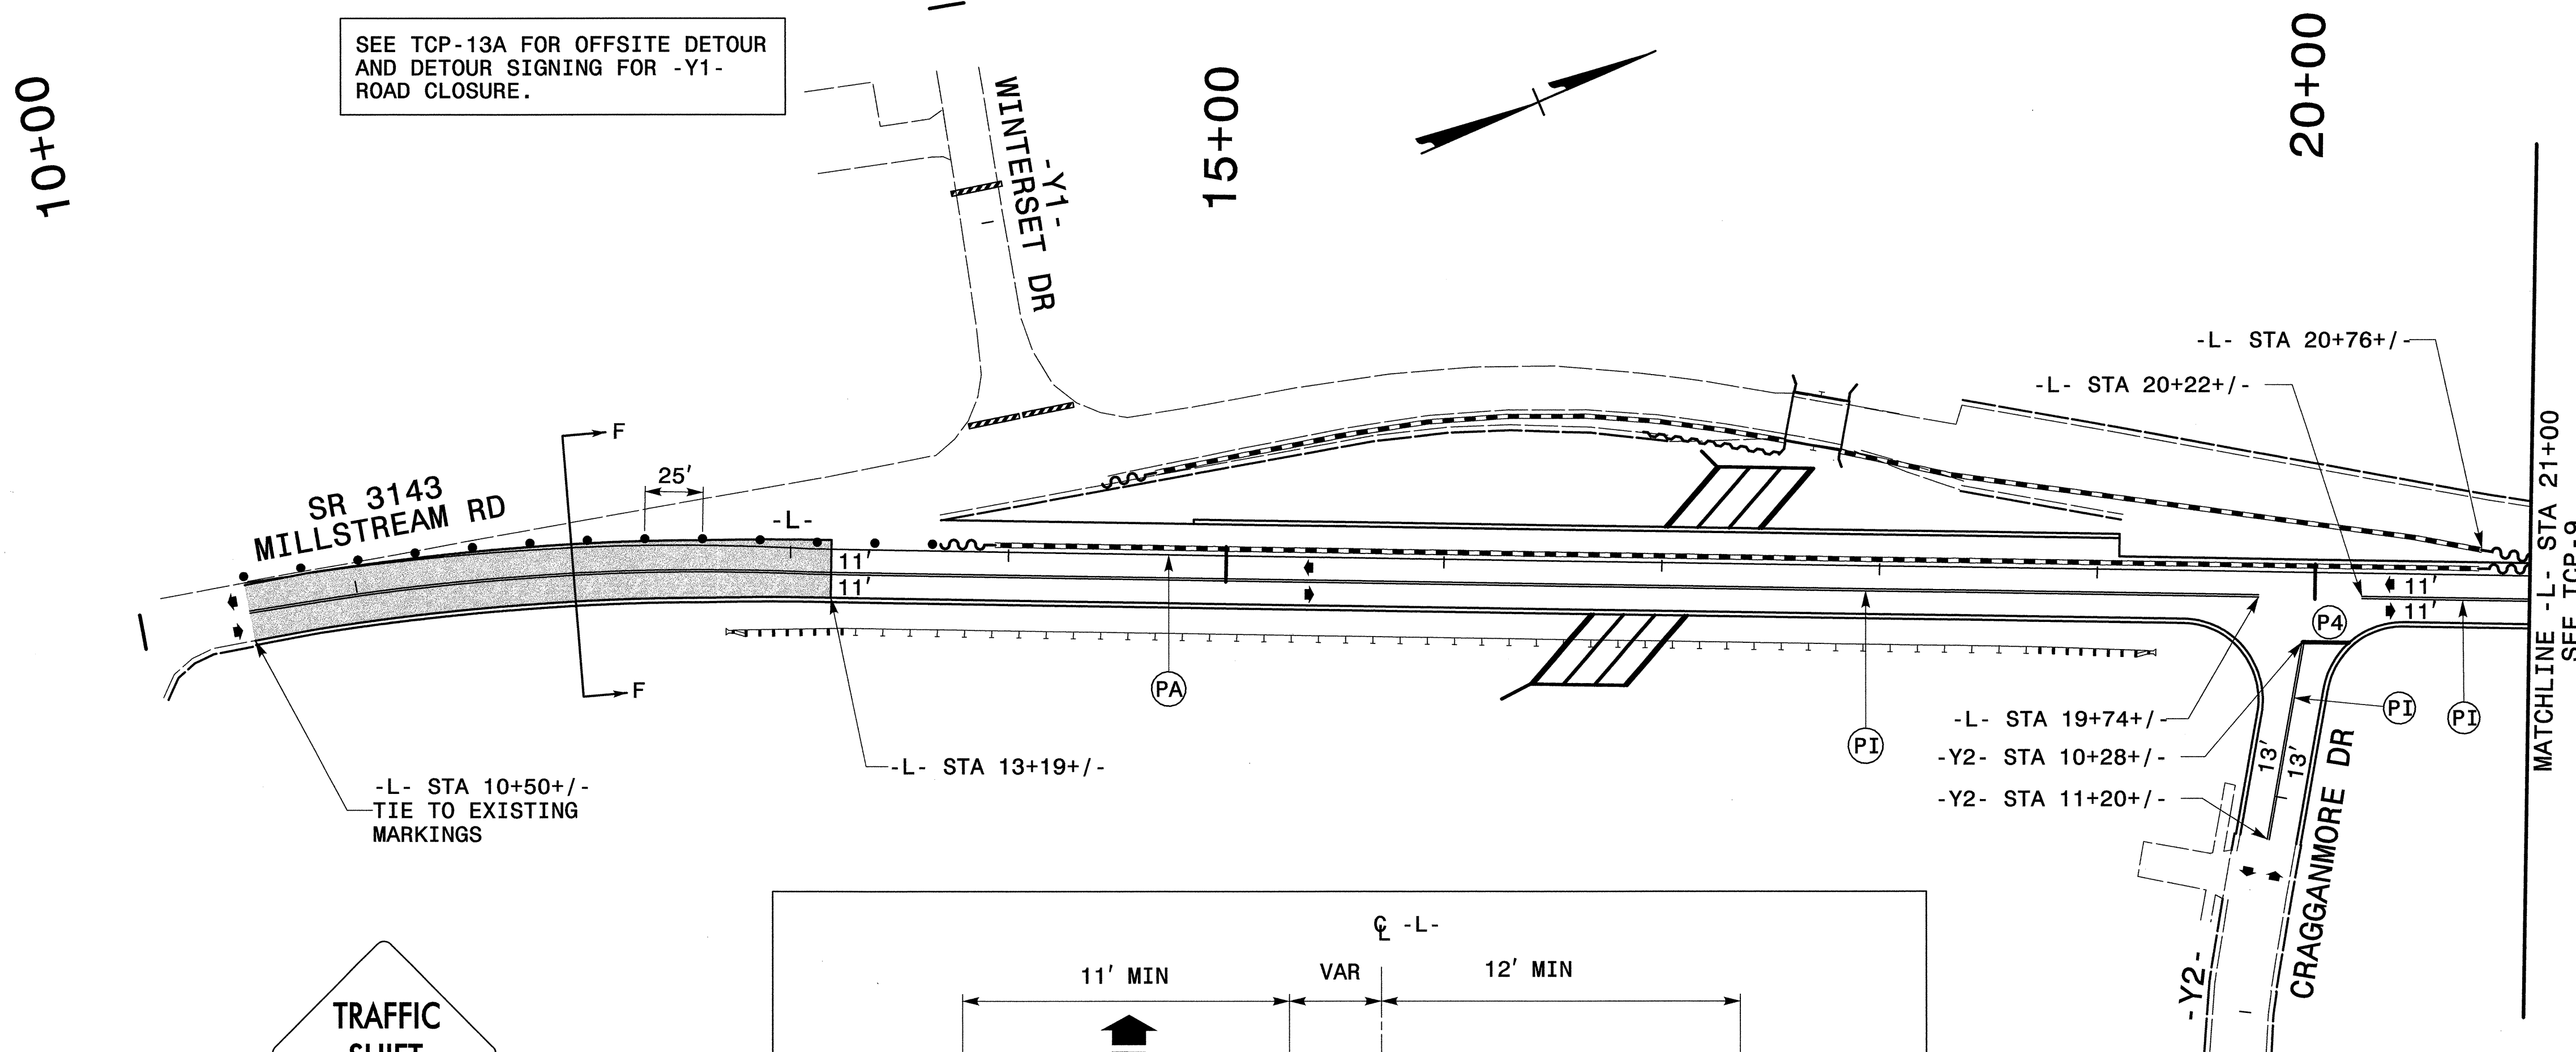 SEE TCP-13A FOR OFFSITE DETOUR
AND DETOUR SIGNING FOR -Y1-
ROAD CLOSURE.
10+00
15+00
20+00
-Y1-
WINTERSET DR
-L- STA 20+76+/-
-L- STA 20+22+/-
F
25'
SR 3143
MILLSTREAM RD
-L-
11'
11'
11'
11'
P4
F
PA
PI
PI
PI
-L- STA 19+74+/-
-Y2- STA 10+28+/-
-Y2- STA 11+20+/-
13'
13'
-L- STA 13+19+/-
-L- STA 10+50+/-
TIE TO EXISTING
MARKINGS
MATCHLINE -L- STA 21+00
SEE TCP-9
CRAGGANMORE DR
-Y2-
℄ -L-
11' MIN
VAR
12' MIN
TRAFFIC
SHIFT